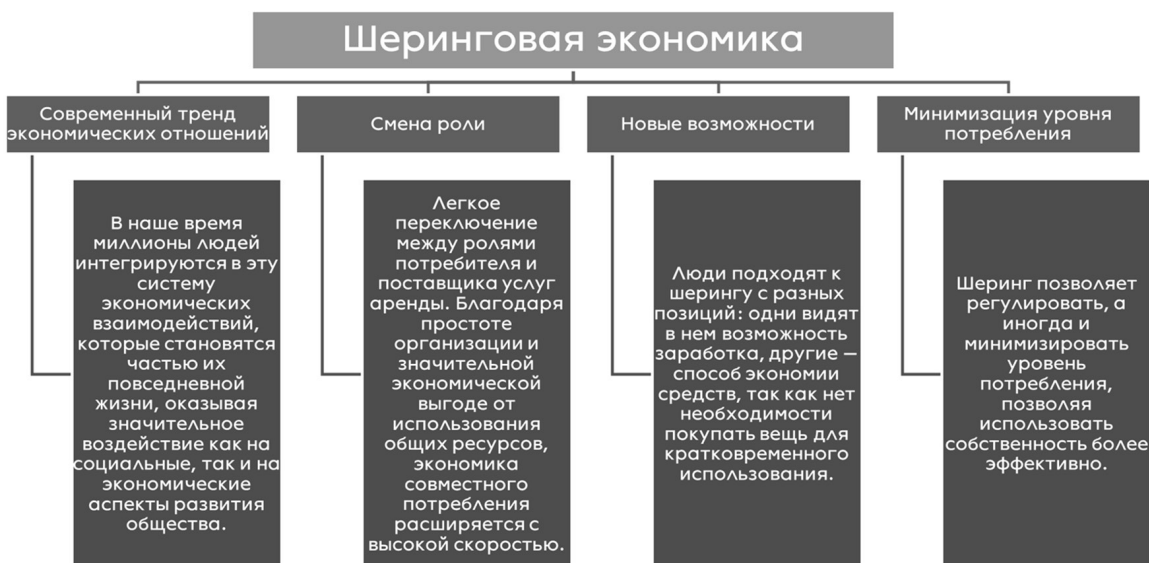 Шеринговая экономика
Современный тренд
экономических отношений
Смена роли
Новые возможности
Минимизация уровня
потребления
В наше время
миллионы людей
интегрируются в эту
систему
экономических
взаимодействий,
которые становятся
частью их
повседневной
жизни, оказывая
значительное
воздействие как на
социальные, так и на
экономические
аспекты развития
общества.
Легкое
переключение
между ролями
потребителя и
поставщика услуг
аренды. Благодаря
простоте
организации и
значительной
экономической
выгоде от
использования
общих ресурсов,
экономика
совместного
потребления
расширяется с
высокой скоростью.
Люди подходят к
шерингу с разных
позиций: одни видят
в нем возможность
заработка, другие —
способ экономии
средств, так как нет
необходимости
покупать вещь для
кратковременного
использования.
Шеринг позволяет
регулировать, а
иногда и
минимизировать
уровень
потребления,
позволяя
использовать
собственность более
эффективно.